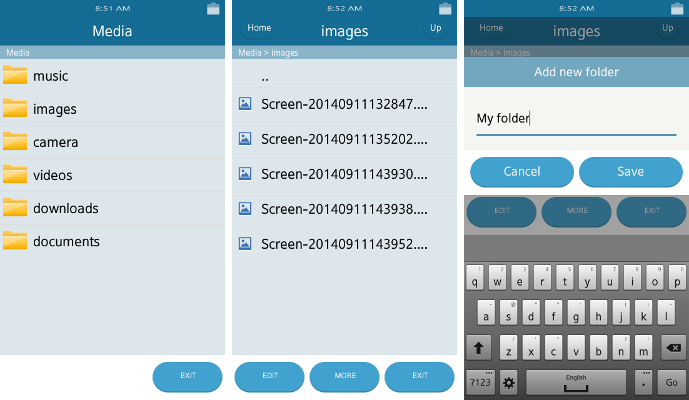 8:51 AM
Media
Media
music
images
camera
videos
downloads
documents
EXIT
8:52 AM
Home
images
Up
Media > images
..
Screen-20140911132847....
Screen-20140911135202....
Screen-20140911143930....
Screen-20140911143938....
Screen-20140911143952....
EDIT
MORE
EXIT
8:52 AM
Home
images
Up
Media > images
Add new folder
My folder
Cancel
Save
EDIT
MORE
EXIT
q w e r t y u i o p
a s d f g h j k l
z x c v b n m
?123
English
.
Go